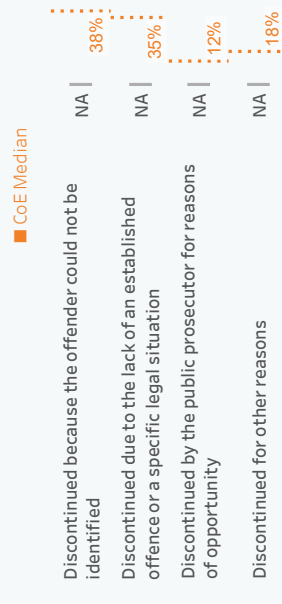 ■ CoE Median
Discontinued because the offender could not be
identified
NA
38%
Discontinued due to the lack of an established
offence or a specific legal situation
NA
35%
Discontinued by the public prosecutor for reasons
of opportunity
NA
12%
Discontinued for other reasons
NA
18%